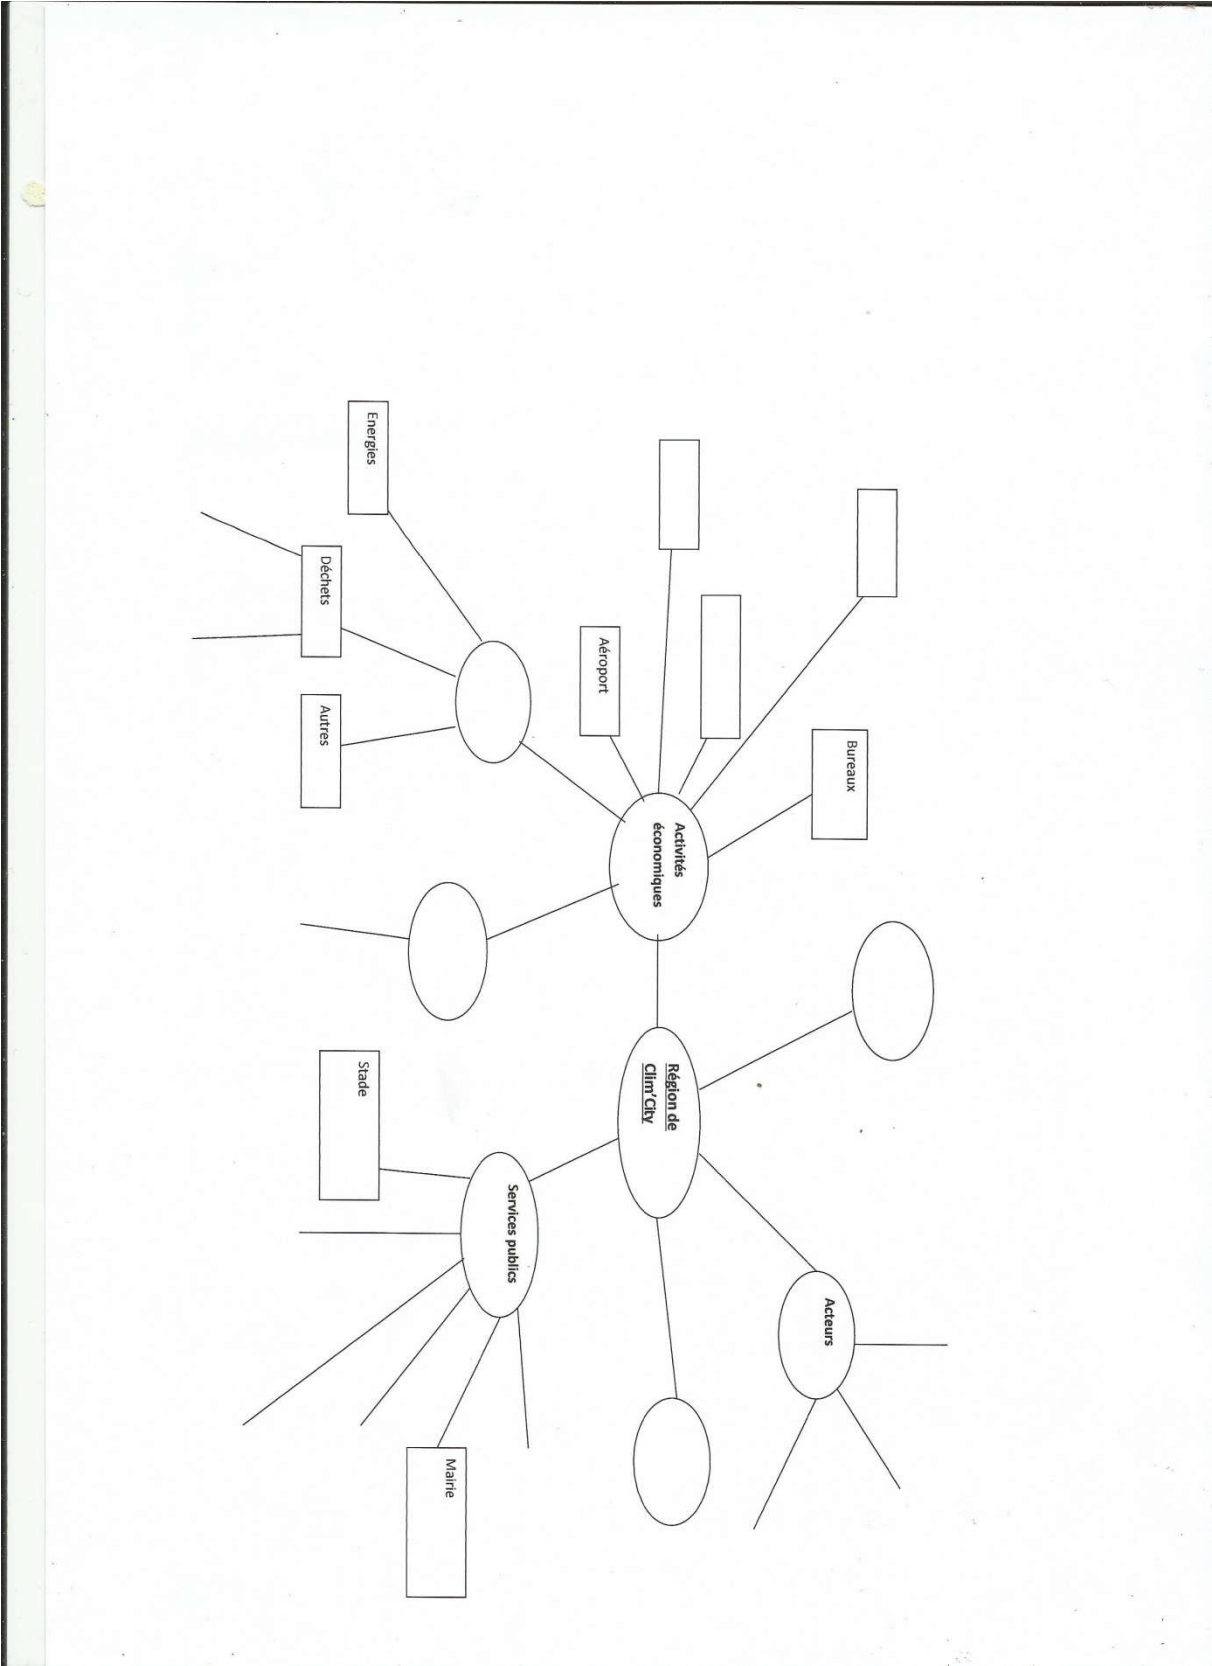 Bureaux
Aéroport
Activités
économiques
Energies
Déchets
Autres
Région de
Clim'City
Acteurs
Services publics
Stade
Mairie